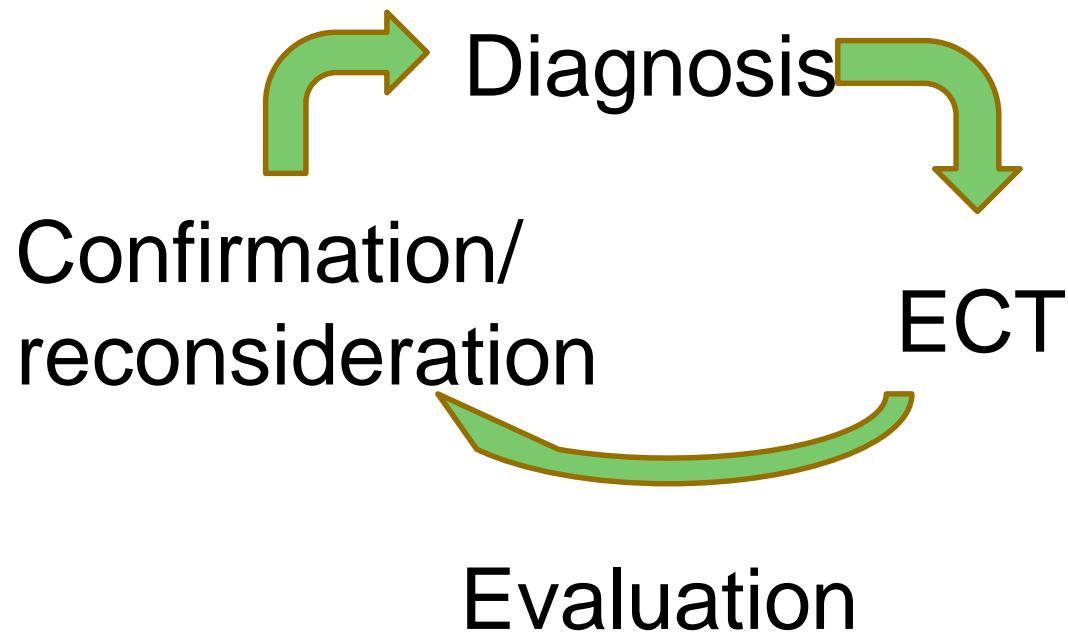 Diagnosis
Confirmation/
reconsideration
ECT
Evaluation